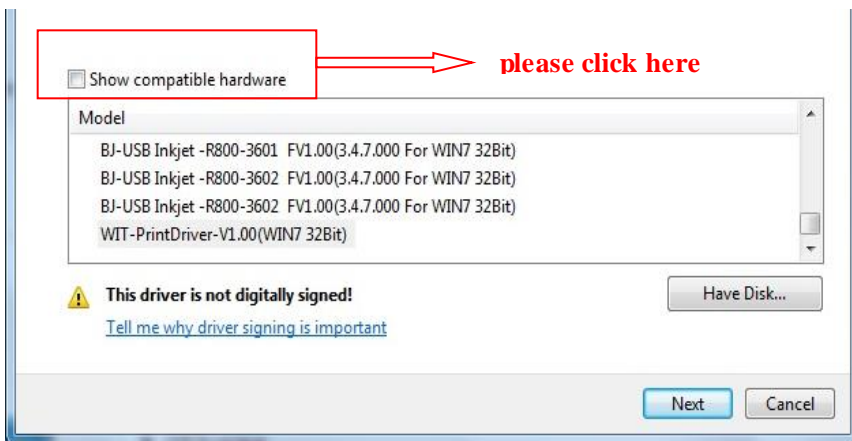 please click here
Show compatible hardware
Model
BJ-USB Inkjet -R800-3601 FV1.00(3.4.7.000 For WIN7 32Bit)
BJ-USB Inkjet -R800-3602 FV1.00(3.4.7.000 For WIN7 32Bit)
BJ-USB Inkjet -R800-3602 FV1.00(3.4.7.000 For WIN7 32Bit)
WIT-PrintDriver-V1.00(WIN7 32Bit)
This driver is not digitally signed!
Have Disk...
Tell me why driver signing is important
Next
Cancel